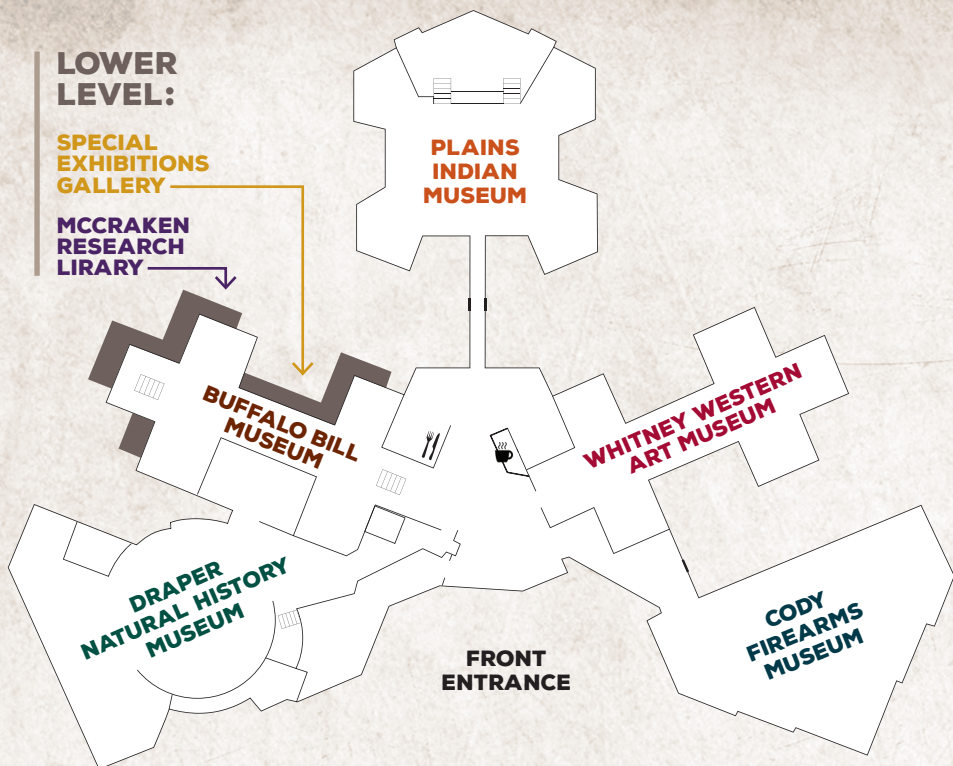 LOWER
LEVEL:
SPECIAL
EXHIBITIONS
GALLERY
MCCRAKEN
RESEARCH
LIRARY
PLAINS
INDIAN
MUSEUM
BUFFALO BILL
MUSEUM
WHITNEY WESTERN
ART MUSEUM
DRAPER
NATURAL HISTORY
MUSEUM
CODY
FIREARMS
MUSEUM
FRONT
ENTRANCE